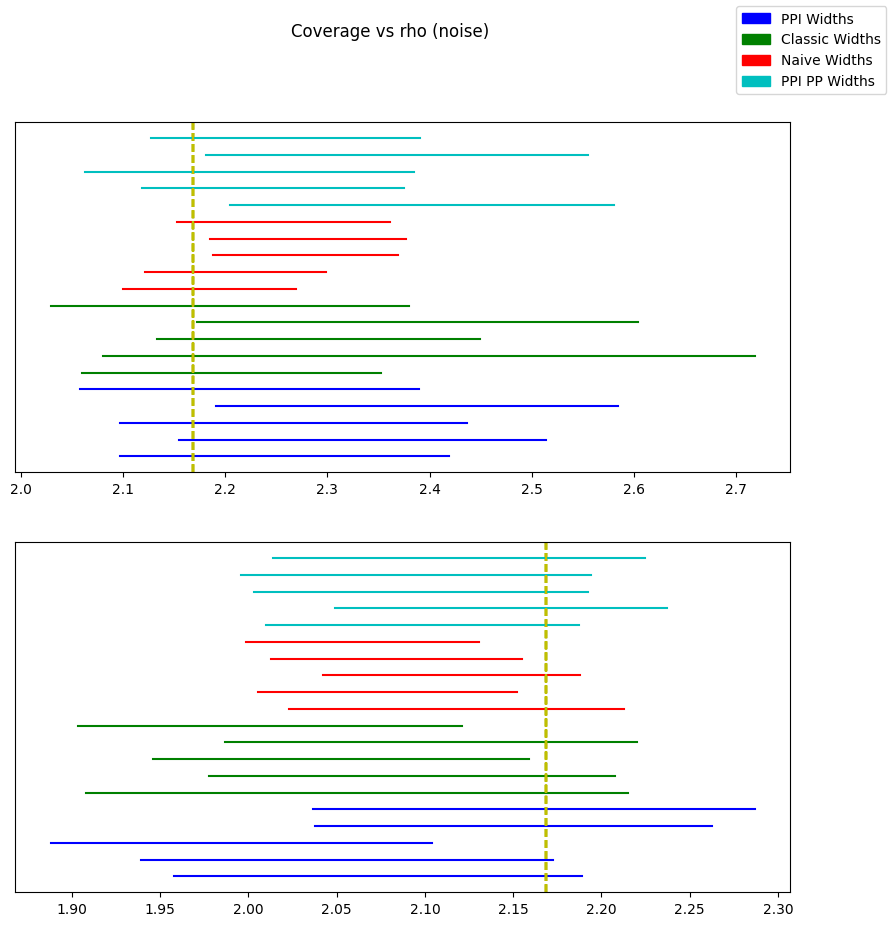 Coverage vs rho (noise)
PPI Widths
Classic Widths
Naive Widths
PPI PP Widths
2.0 2.1 2.2 2.3 2.4 2.5 2.6 2.7
1.90 1.95 2.00 2.05 2.10 2.15 2.20 2.25 2.30